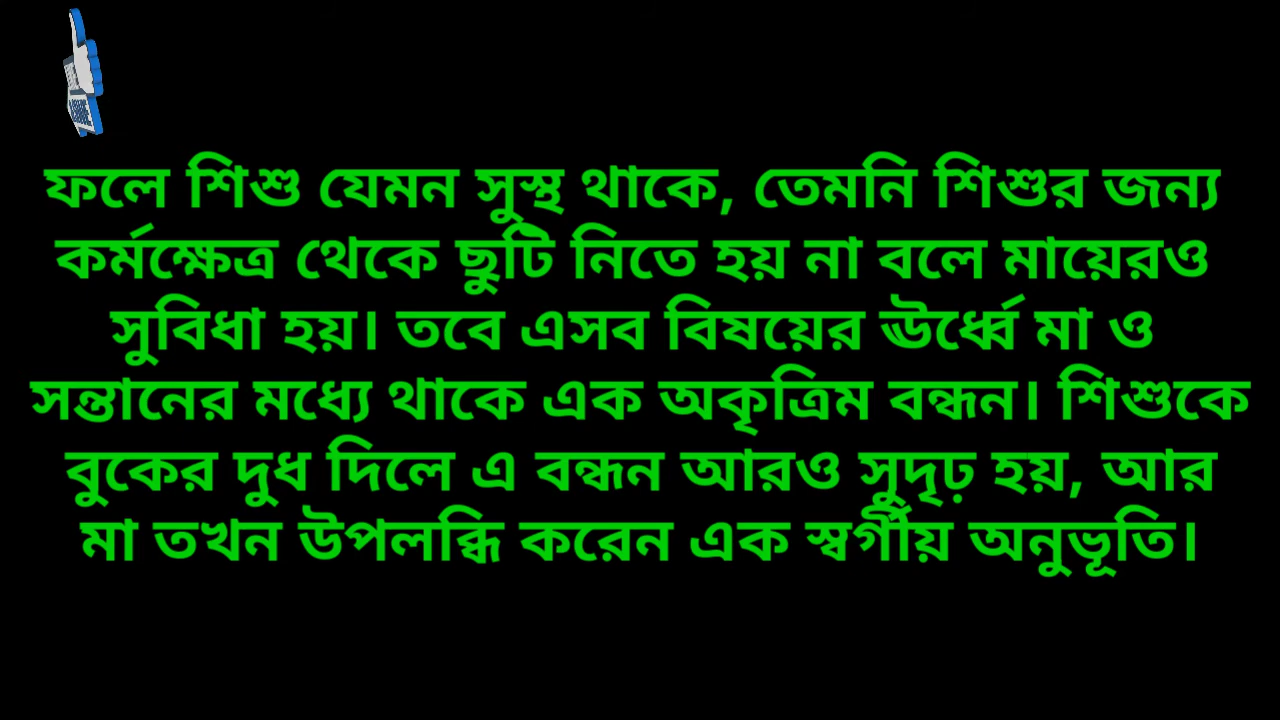 ফলে শিশু যেমন সুস্থ থাকে, তেমনি শিশুর জন্য
কর্মক্ষেত্র থেকে ছুটি নিতে হয় না বলে মায়েরও
সুবিধা হয়। তবে এসব বিষয়ের ঊর্ধ্বে মা ও
সন্তানের মধ্যে থাকে এক অকৃত্রিম বন্ধন। শিশুকে
বুকের দুধ দিলে এ বন্ধন আরও সুদৃঢ় হয়, আর
মা তখন উপলব্ধি করেন এক স্বর্গীয় অনুভূতি।